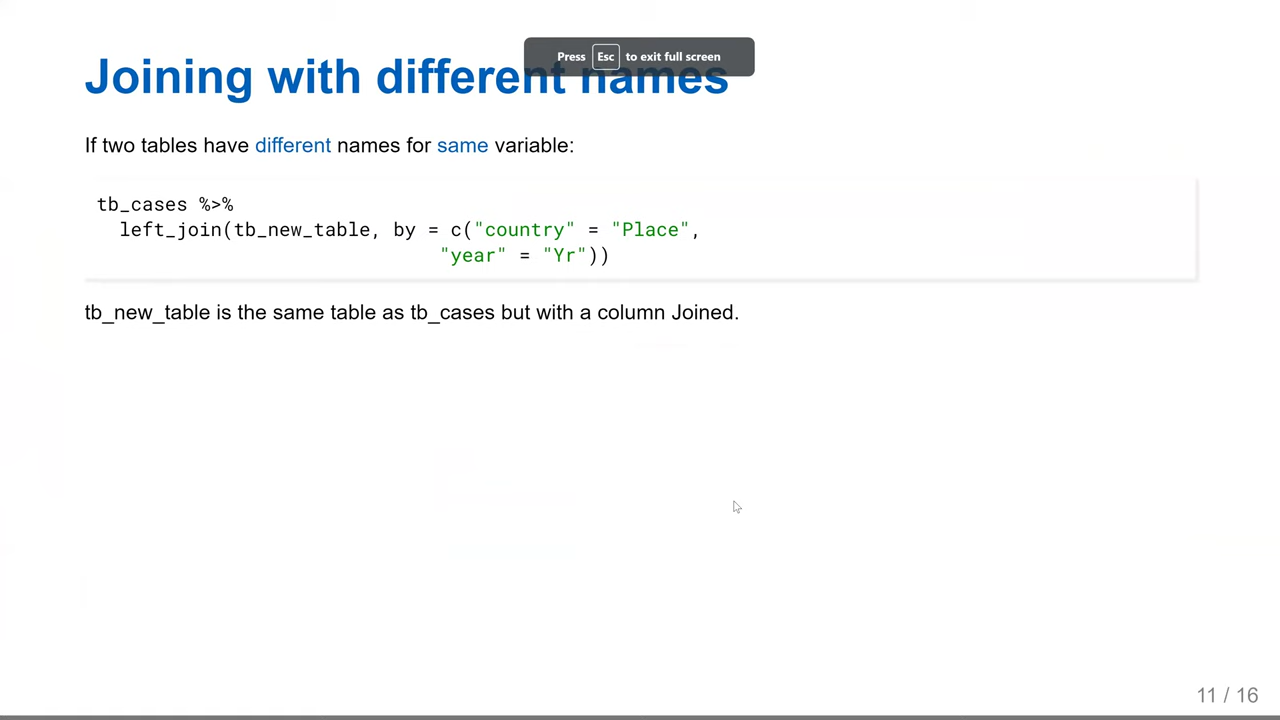 Press Esc to exit full screen
Joining with different names
If two tables have different names for same variable:
tb_cases %>%
left_join(tb_new_table, by = c("country" = "Place",
"year" = "Yr"))
tb_new_table is the same table as tb_cases but with a column Joined.
11 / 16